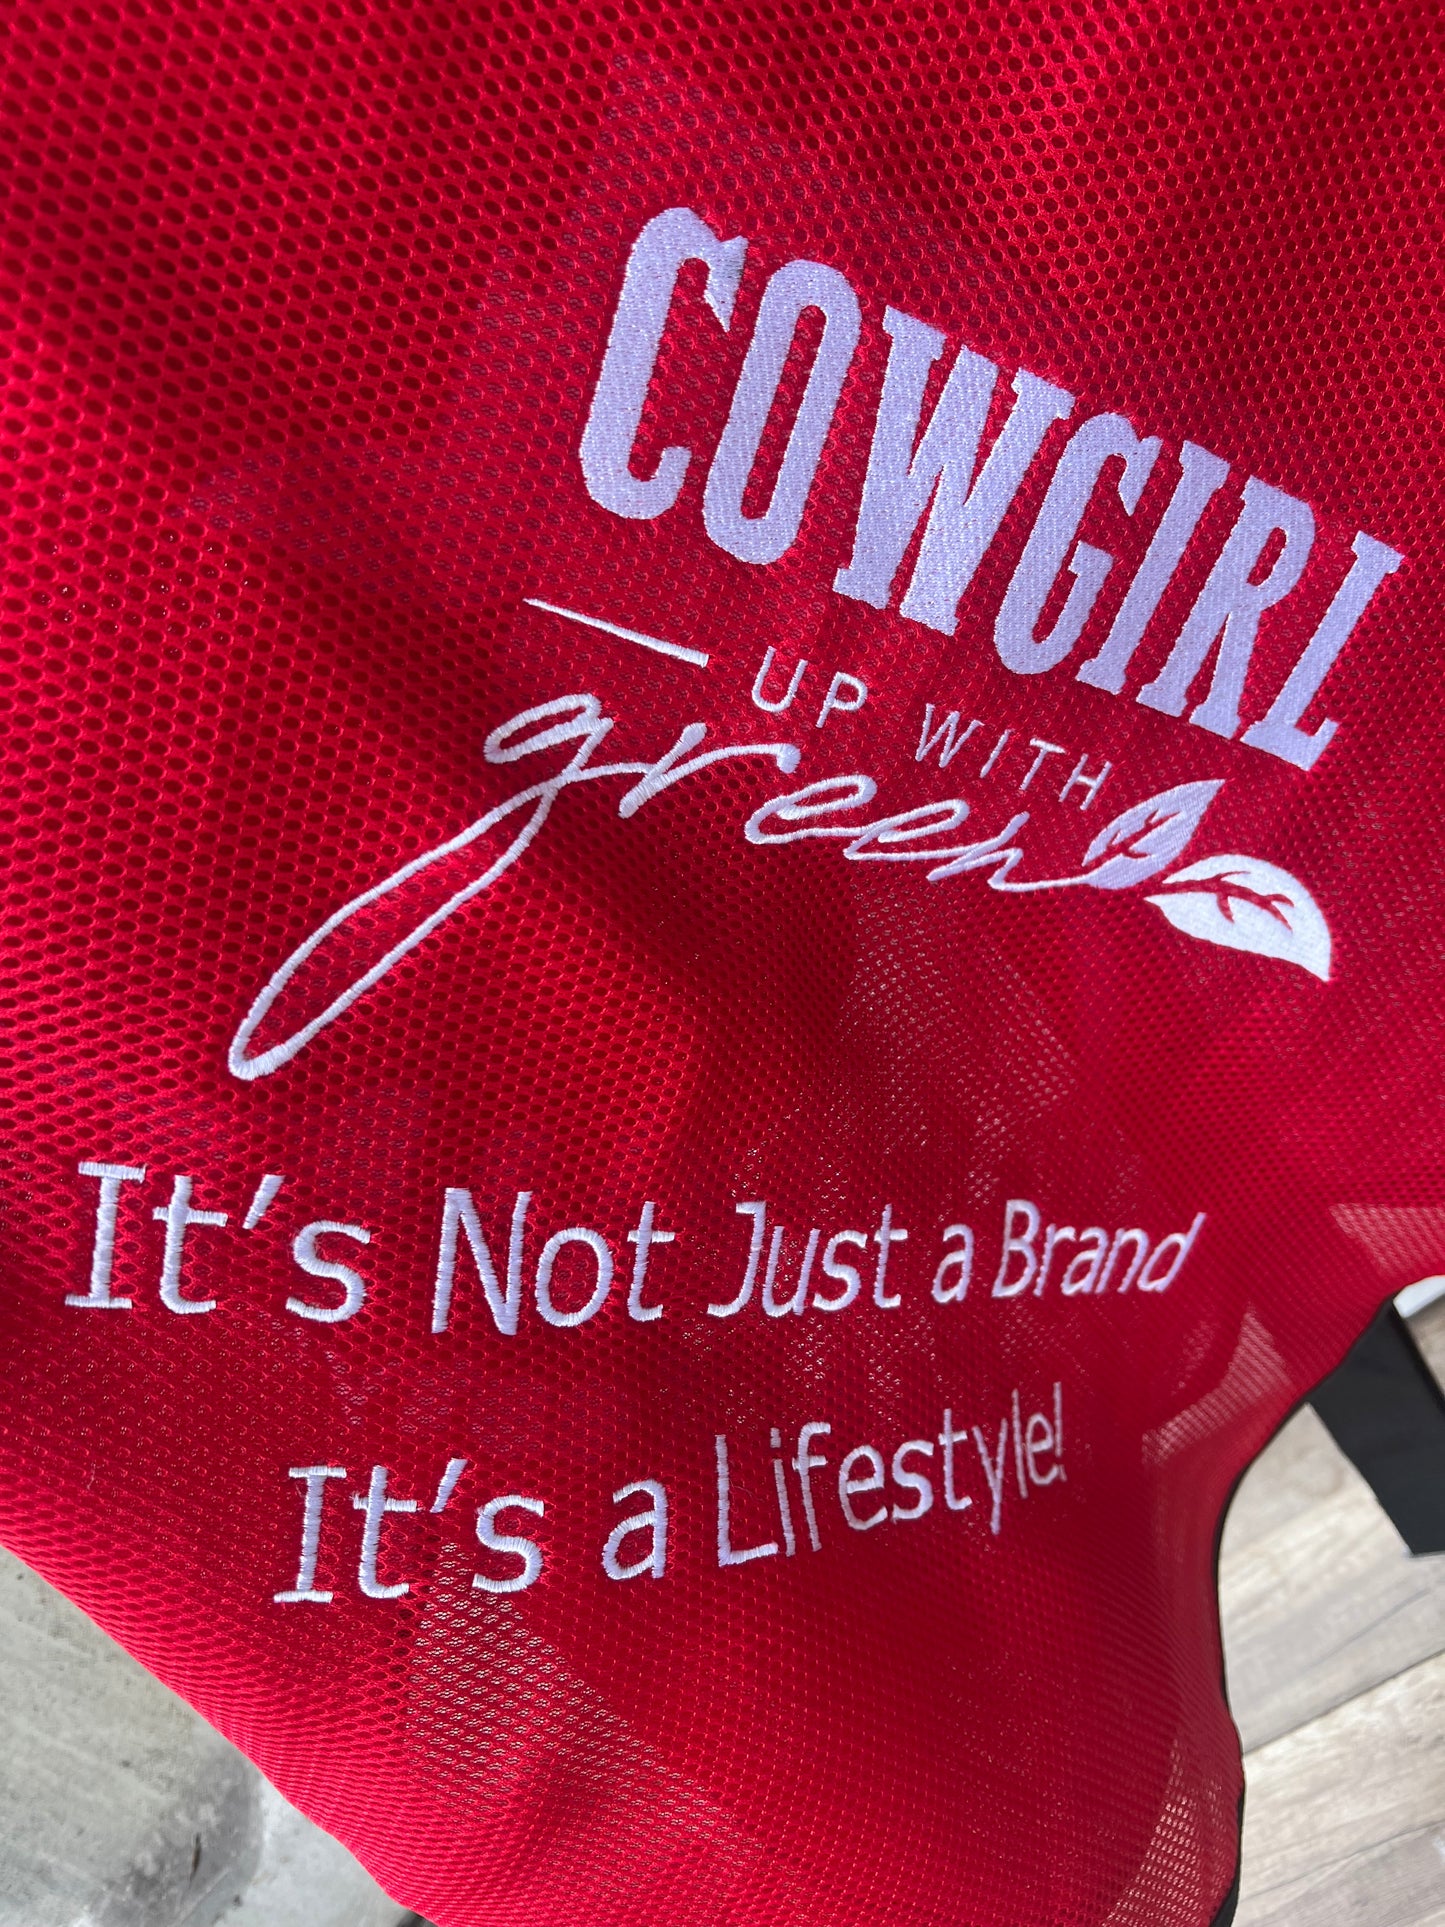 COWGIRL
UP WITH
green
It's Not Just a Brand
It's a Lifestyle!